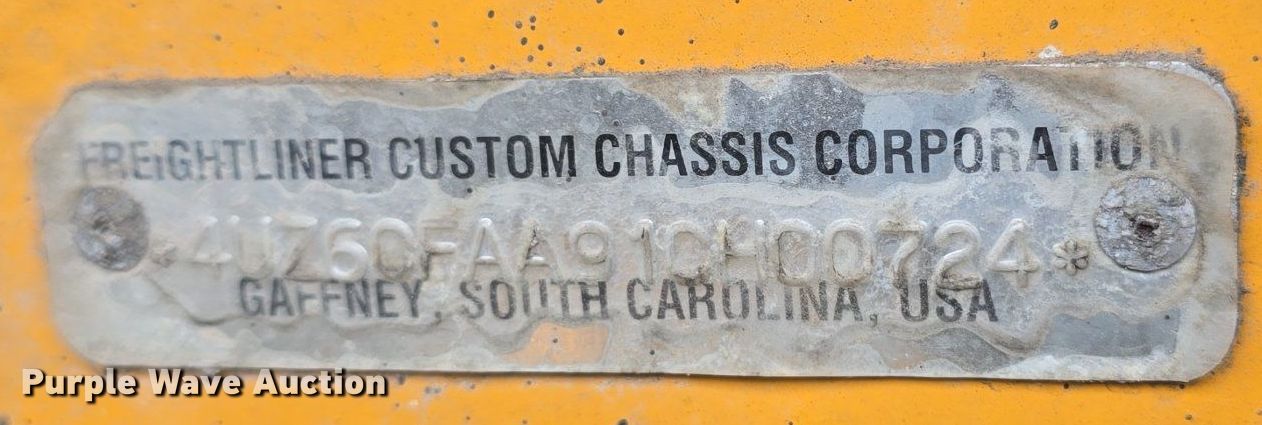 FREIGHTLINER CUSTOM CHASSIS CORPORATION
*4UZ6CFAA91CH00724*
GAFFNEY, SOUTH CAROLINA, USA
Purple Wave Auction